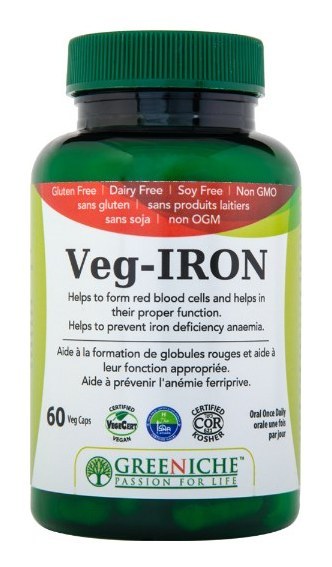 Gluten Free | Dairy Free | Soy Free | Non GMO
sans gluten | sans produits laitiers
sans soja | non OGM
Veg-IRON
Helps to form red blood cells and helps in
their proper function.
Helps to prevent iron deficiency anaemia.
Aide à la formation de globules rouges et aide à
leur fonction appropriée.
Aide à prévenir l'anémie ferriprive.
60 Veg Caps
CERTIFIED
VegeCert
VEGAN
ISNA
CERTIFIED
COR
KOSHER
Oral Once Daily
orale une fois
par jour
GREENICHE™
PASSION FOR LIFE